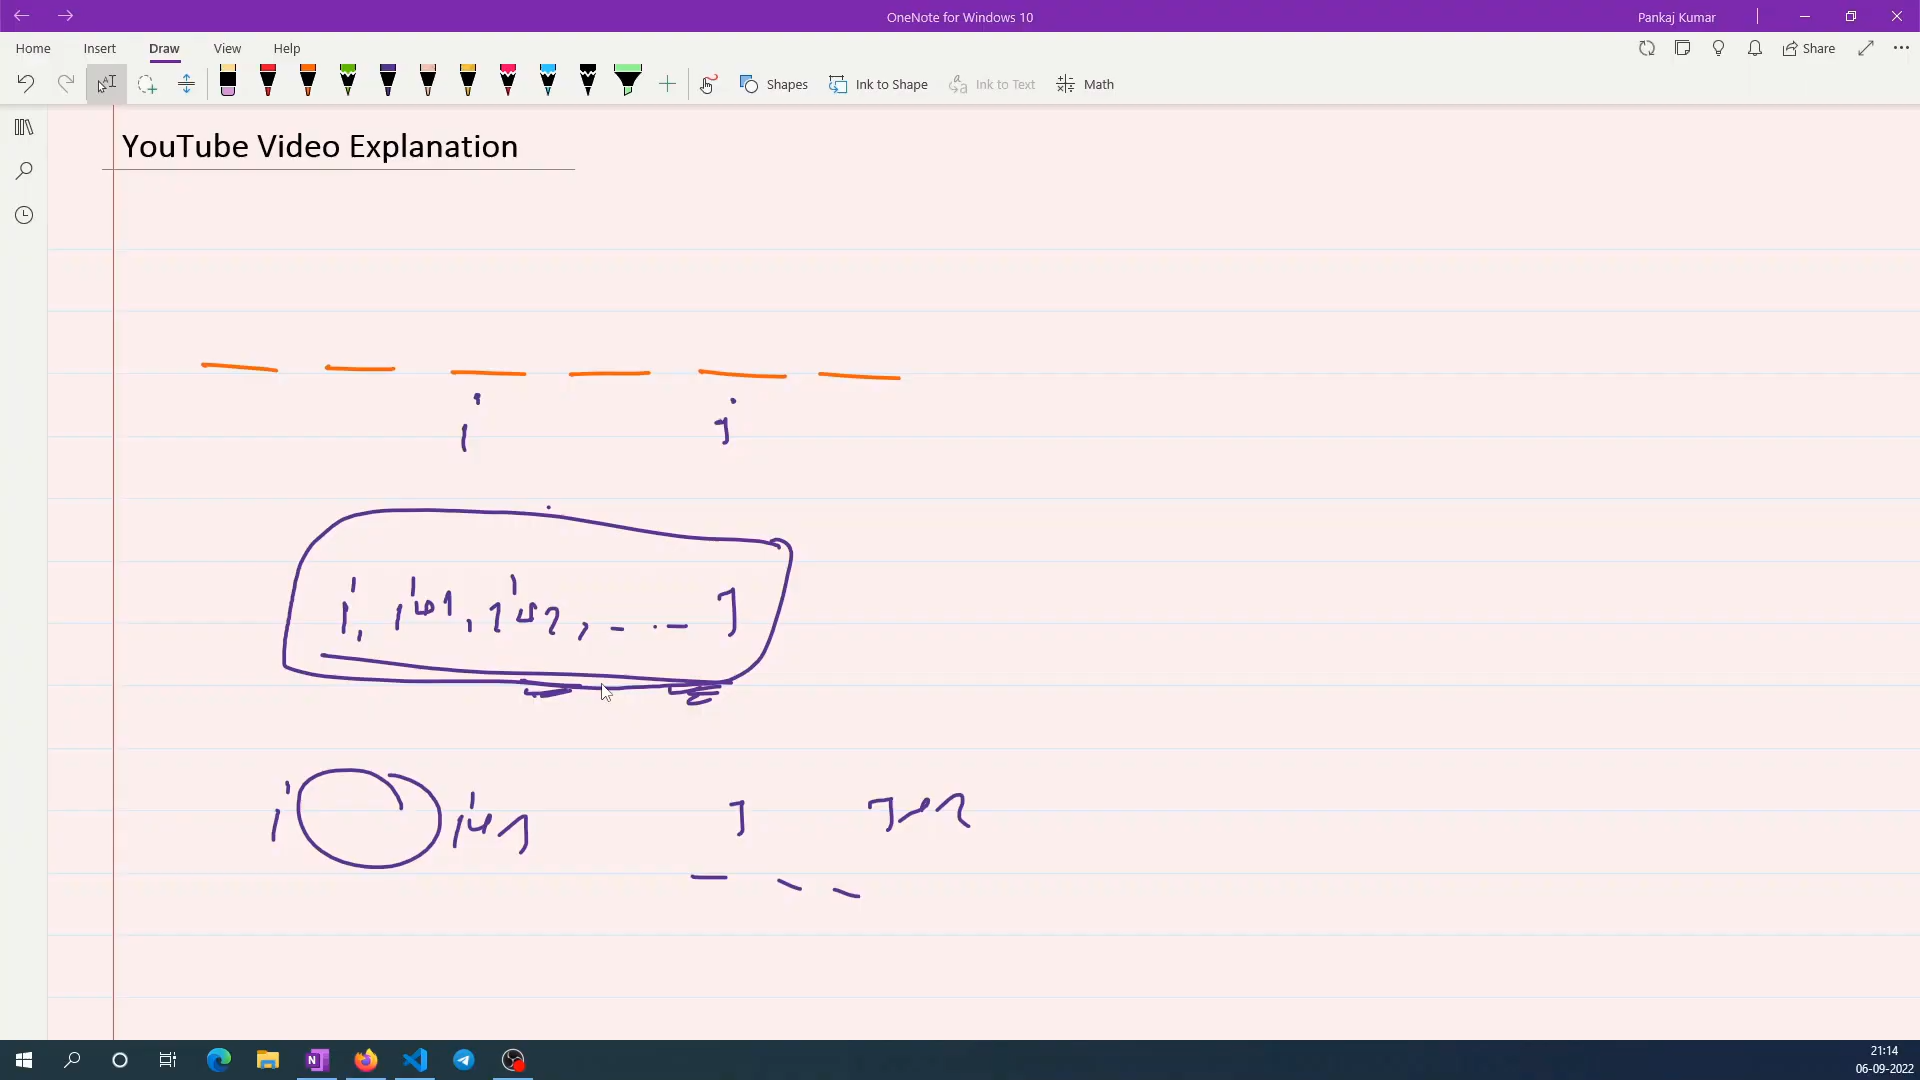 OneNote for Windows 10
Pankaj Kumar
Home Insert Draw View Help
Share
Shapes
Ink to Shape
Ink to Text
Math
YouTube Video Explanation
i j
i, i+1, i+2, - - - j
i i+1 j
21:14
06-09-2022